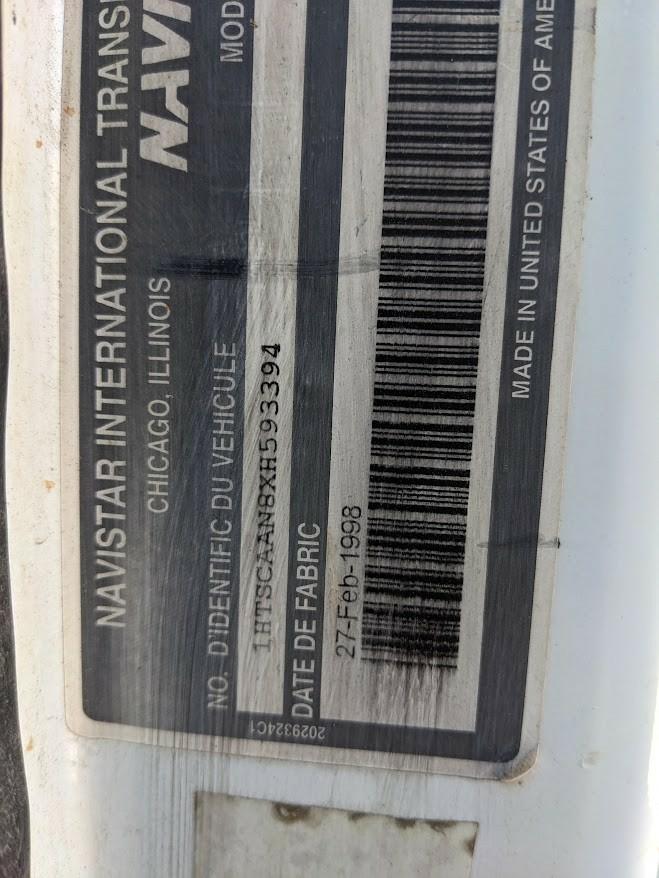 NAVISTAR INTERNATIONAL TRANS
NAVI
CHICAGO, ILLINOIS
MOD
NO. D'IDENTIFIC DU VEHICULE
1HTSCAAN8XH593394
DATE DE FABRIC
27-Feb-1998
MADE IN UNITED STATES OF AME
2029324C1